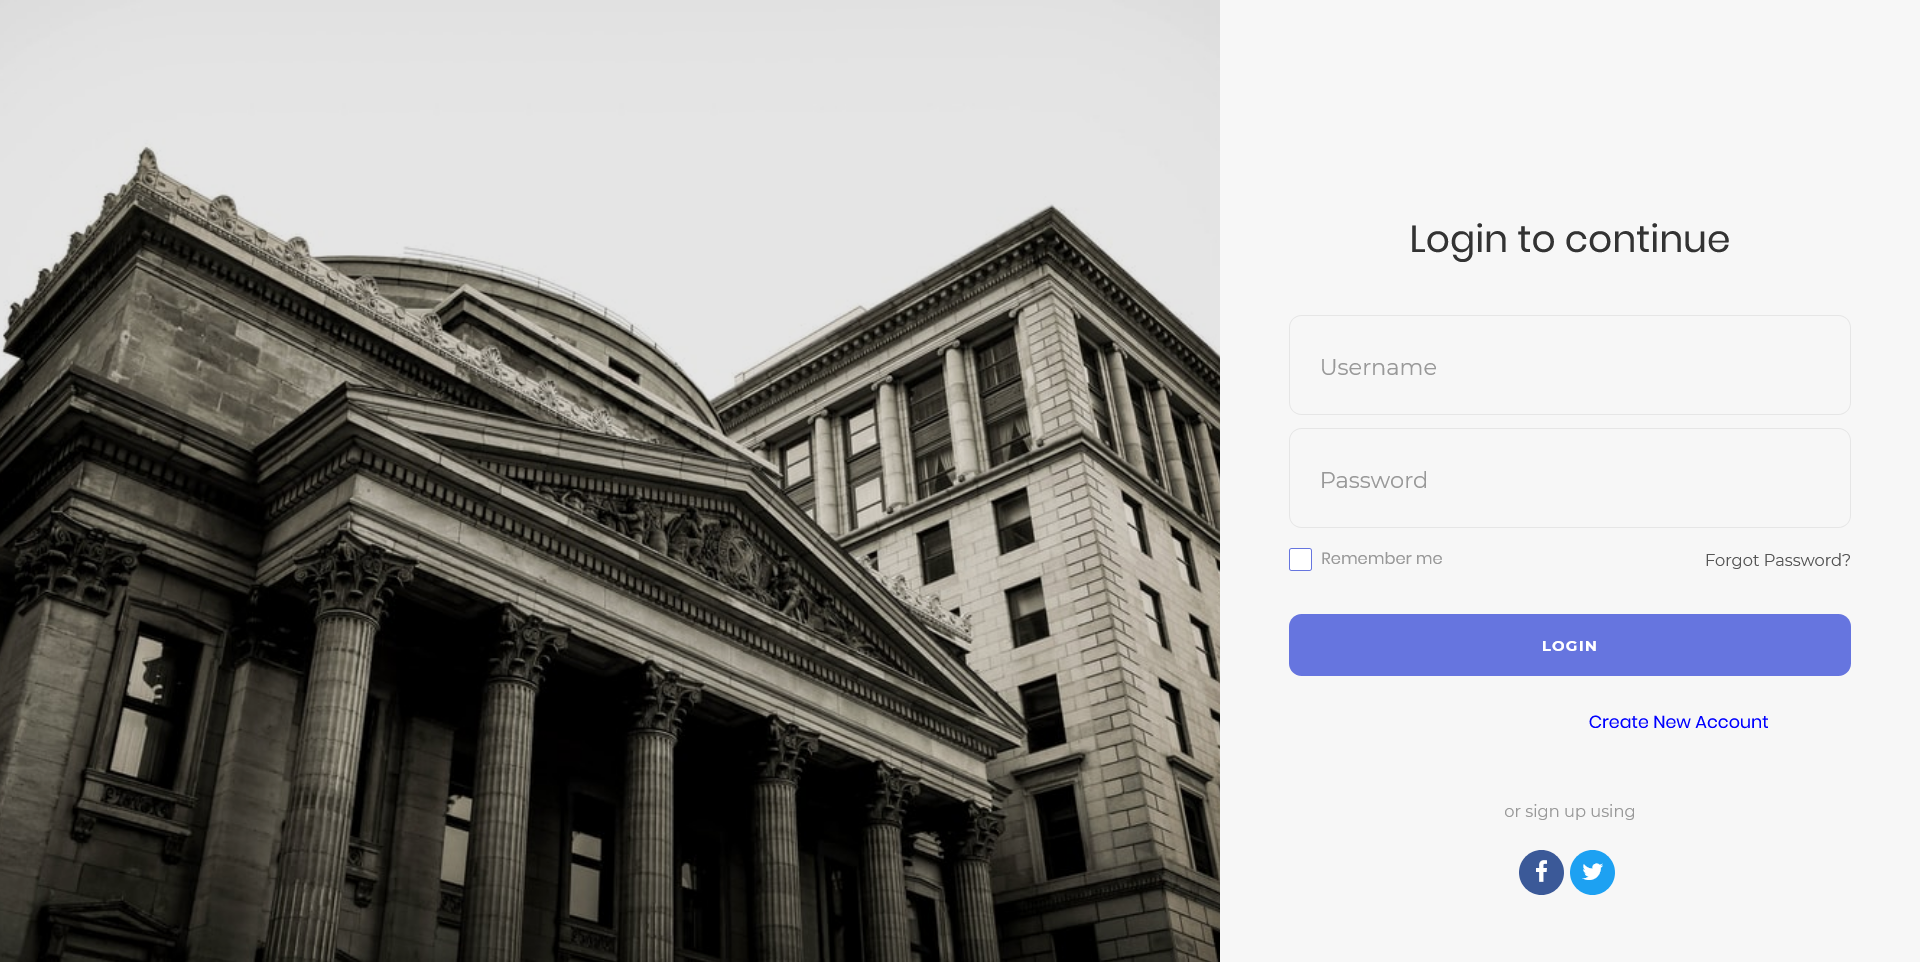 Login to continue
Username
Password
Remember me
Forgot Password?
LOGIN
Create New Account
or sign up using